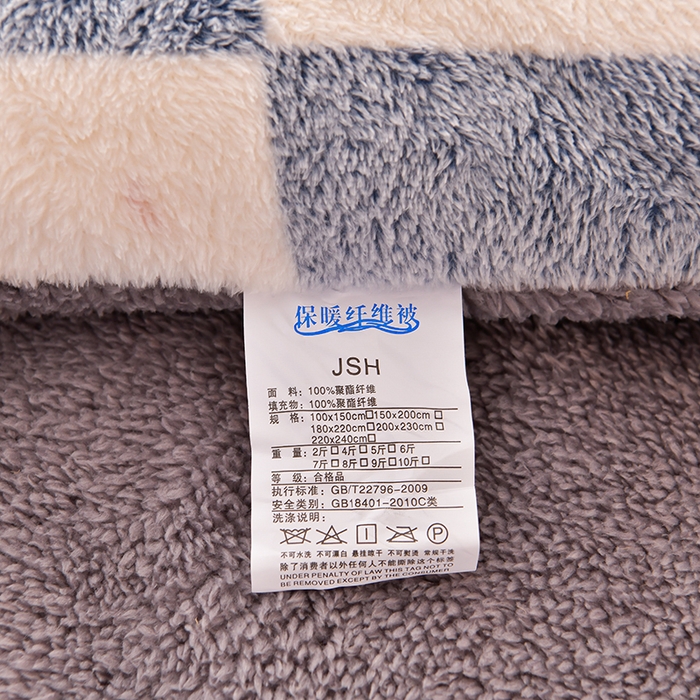 保暖纤维被
JSH
面 料：100%聚酯纤维
填充物：100%聚酯纤维
规 格：100x150cm□150x200cm□
180x220cm□200x230cm□
220x240cm□
重 量：2斤□4斤□5斤□6斤
7斤□8斤□9斤□10斤□
等 级：合格品
执行标准：GB/T22796-2009
安全类别：GB18401-2010C类
洗涤说明：
P
不可水洗 不可漂白 悬挂晾干 不可熨烫 常规干洗
除了消费者以外任何人不能撕除这个标签
UNDER PENALTY OF LAW THIS TAG NOT TO
BE REMOVED EXCEPT BY THE CONSUMER